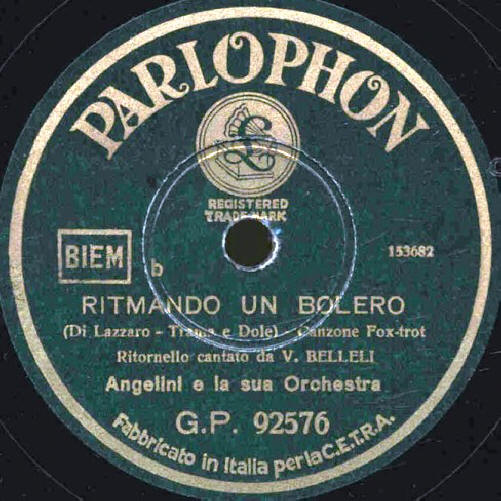 PARLOPHON
£
REGISTERED
TRADE MARK
BIEM
b
153682
RITMANDO UN BOLERO
(Di Lazzaro - Trama e Dole) - Canzone Fox-trot
Ritornello cantato da V. BELLELI
Angelini e la sua Orchestra
G.P. 92576
Fabbricato in Italia per la C.E.T.R.A.